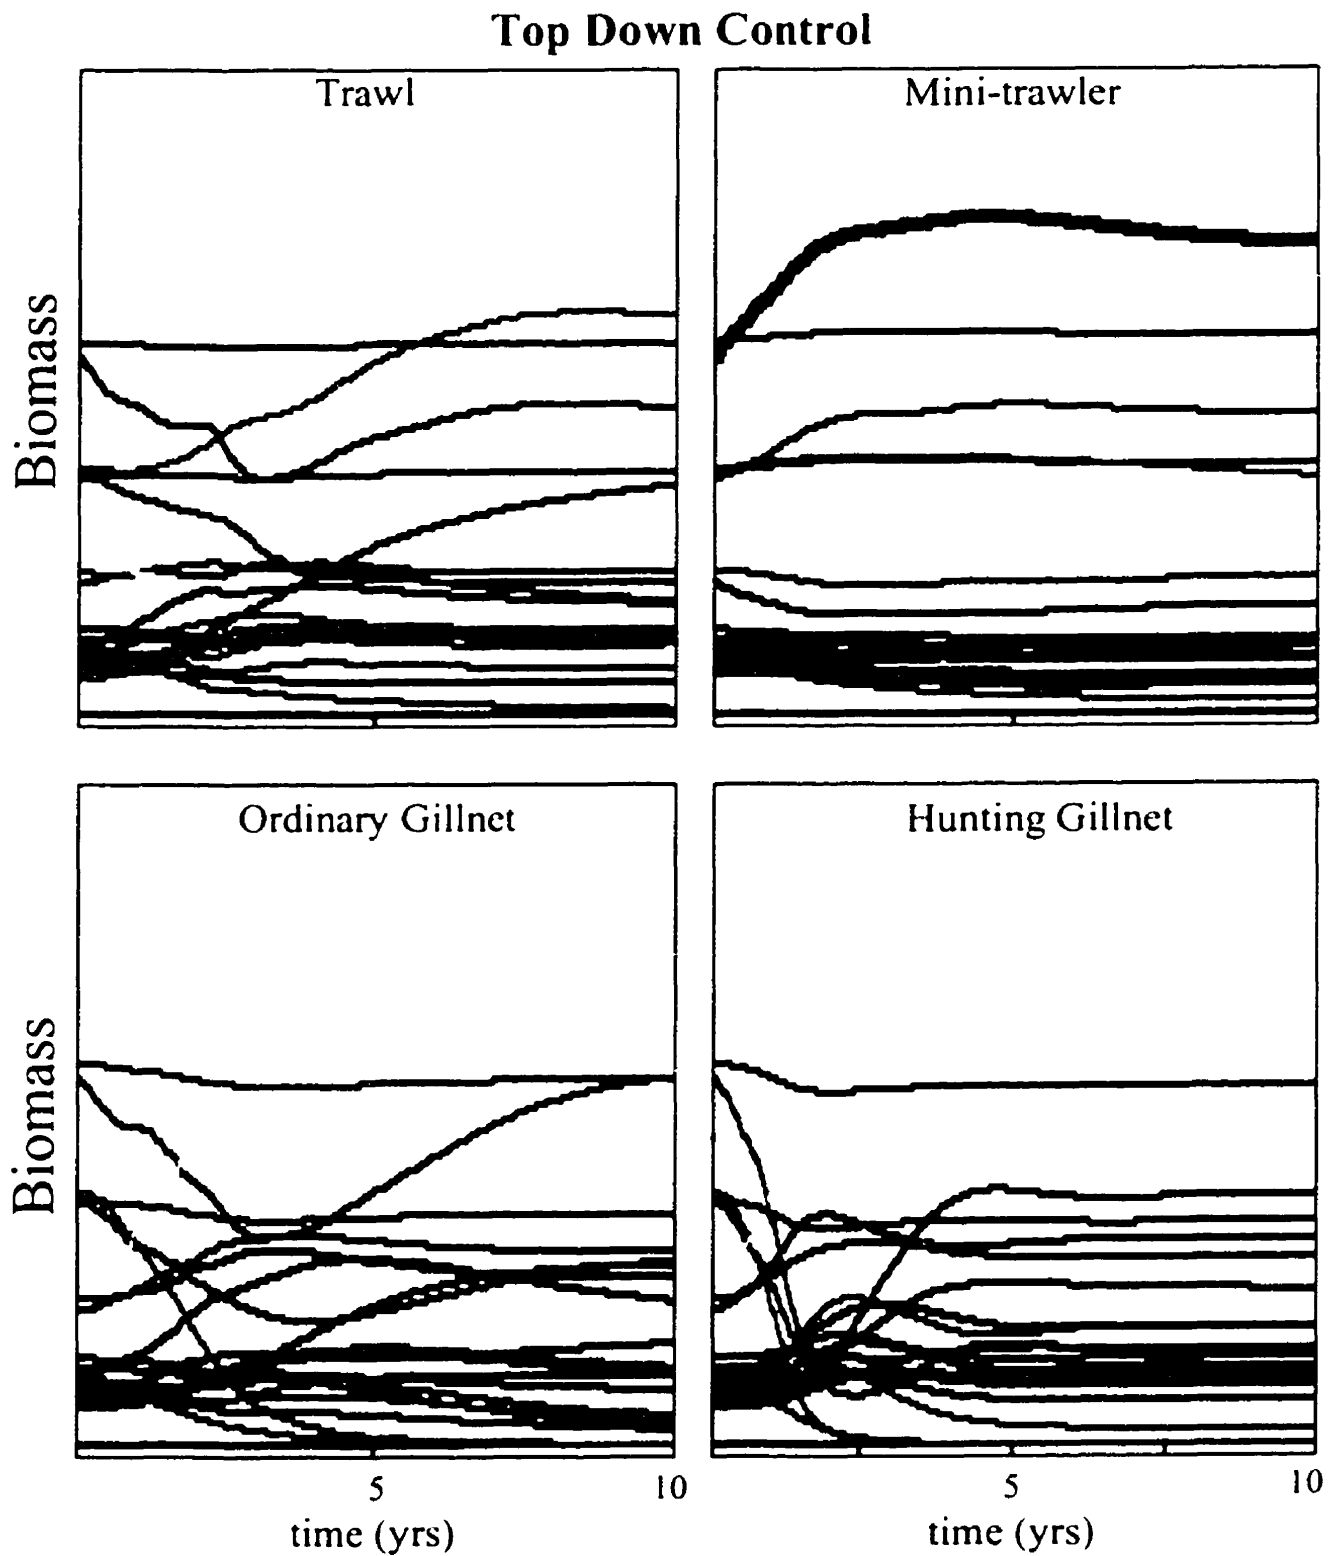 Top Down Control
Trawl
Mini-trawler
Biomass
Ordinary Gillnet
Hunting Gillnet
Biomass
5
10
5
10
time (yrs)
time (yrs)